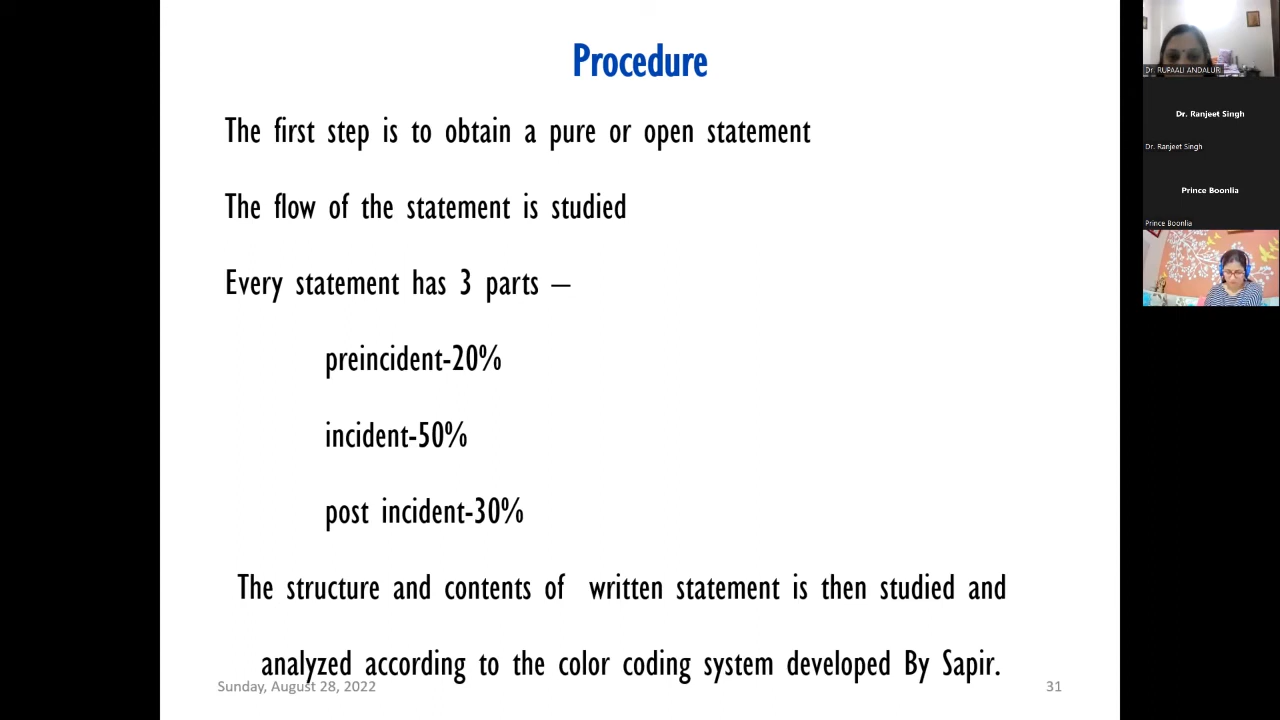 Procedure
The first step is to obtain a pure or open statement
The flow of the statement is studied
Every statement has 3 parts –
preincident-20%
incident-50%
post incident-30%
The structure and contents of written statement is then studied and
analyzed according to the color coding system developed By Sapir.
Sunday, August 28, 2022
31
Dr. RUPAALI ANDALURI
Dr. Ranjeet Singh
Dr. Ranjeet Singh
Prince Boonlia
Prince Boonlia